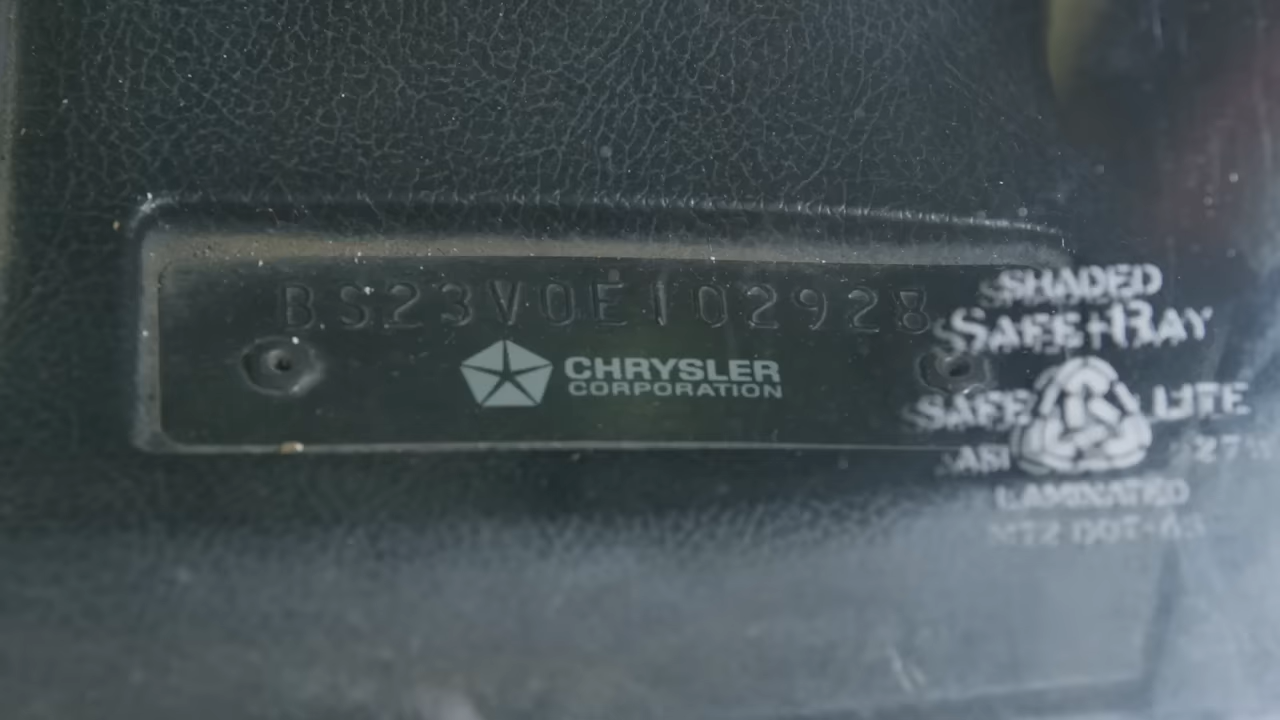 BS23V0E102928
CHRYSLER
CORPORATION
SHADED
SAFE+RAY
SAFE LITE
LAMINATED